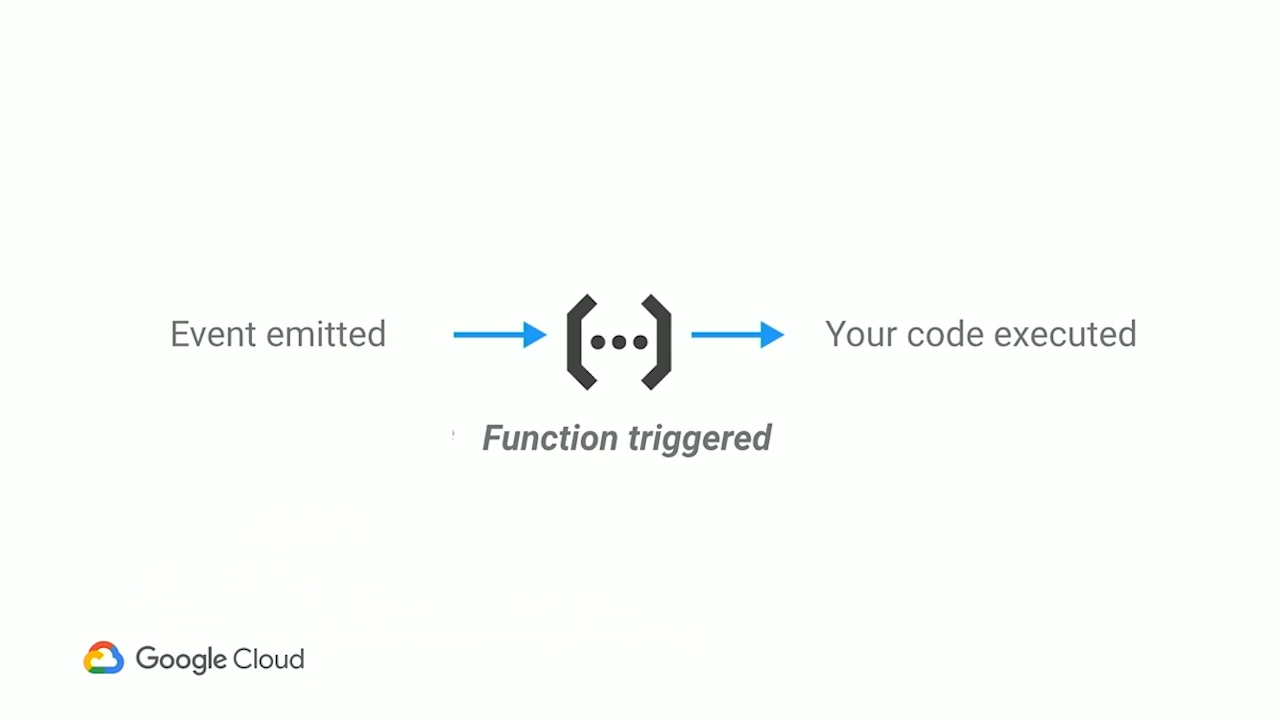 Event emitted
Your code executed
Function triggered
Google Cloud